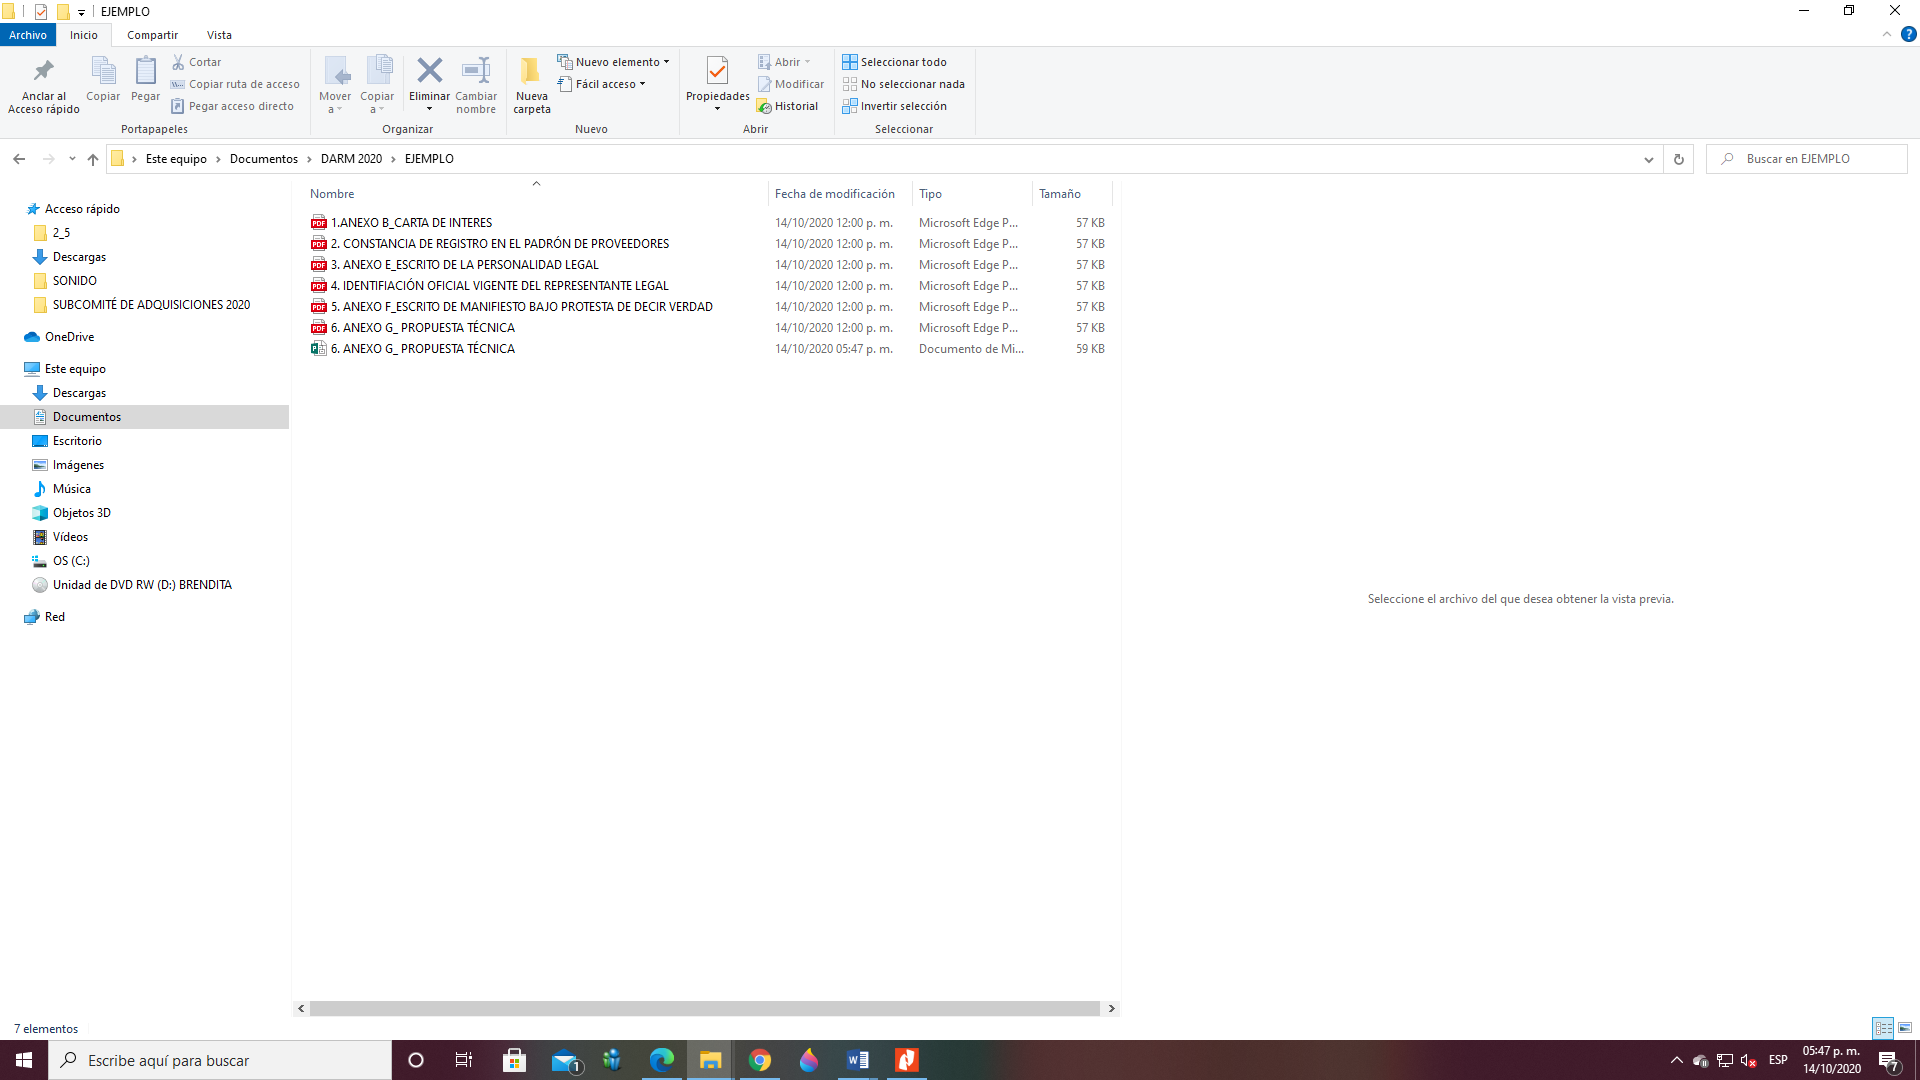 EJEMPLO
Archivo Inicio Compartir Vista
Anclar al Acceso rápido
Copiar
Pegar
Cortar
Copiar ruta de acceso
Pegar acceso directo
Portapapeles
Mover a
Copiar a
Eliminar
Cambiar nombre
Organizar
Nueva carpeta
Nuevo elemento
Fácil acceso
Nuevo
Propiedades
Abrir
Modificar
Historial
Abrir
Seleccionar todo
No seleccionar nada
Invertir selección
Seleccionar
Este equipo > Documentos > DARM 2020 > EJEMPLO
Buscar en EJEMPLO
Acceso rápido
2_5
Descargas
SONIDO
SUBCOMITÉ DE ADQUISICIONES 2020
OneDrive
Este equipo
Descargas
Documentos
Escritorio
Imágenes
Música
Objetos 3D
Vídeos
OS (C:)
Unidad de DVD RW (D:) BRENDITA
Red
Nombre Fecha de modificación Tipo Tamaño
1.ANEXO B_CARTA DE INTERES 14/10/2020 12:00 p. m. Microsoft Edge P... 57 KB
2. CONSTANCIA DE REGISTRO EN EL PADRÓN DE PROVEEDORES 14/10/2020 12:00 p. m. Microsoft Edge P... 57 KB
3. ANEXO E_ESCRITO DE LA PERSONALIDAD LEGAL 14/10/2020 12:00 p. m. Microsoft Edge P... 57 KB
4. IDENTIFIACIÓN OFICIAL VIGENTE DEL REPRESENTANTE LEGAL 14/10/2020 12:00 p. m. Microsoft Edge P... 57 KB
5. ANEXO F_ESCRITO DE MANIFIESTO BAJO PROTESTA DE DECIR VERDAD 14/10/2020 12:00 p. m. Microsoft Edge P... 57 KB
6. ANEXO G_ PROPUESTA TÉCNICA 14/10/2020 12:00 p. m. Microsoft Edge P... 57 KB
6. ANEXO G_ PROPUESTA TÉCNICA 14/10/2020 05:47 p. m. Documento de Mi... 59 KB
Seleccione el archivo del que desea obtener la vista previa.
7 elementos
Escribe aquí para buscar
1
ESP
05:47 p. m.
14/10/2020
7